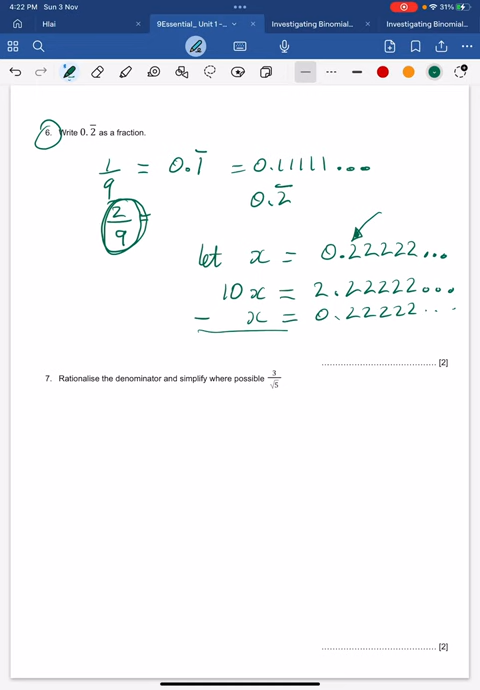 4:22 PM Sun 3 Nov
31%
Hlai
9Essential_ Unit 1 -...
Investigating Binomial...
Investigating Binomial...
6. Write 0.2̅ as a fraction.
1/9 = 0.1̅ = 0.11111...
2/9 =
0.2̅
let x = 0.22222...
10x = 2.22222...
- x = 0.22222...
[2]
7. Rationalise the denominator and simplify where possible 3/√5
[2]